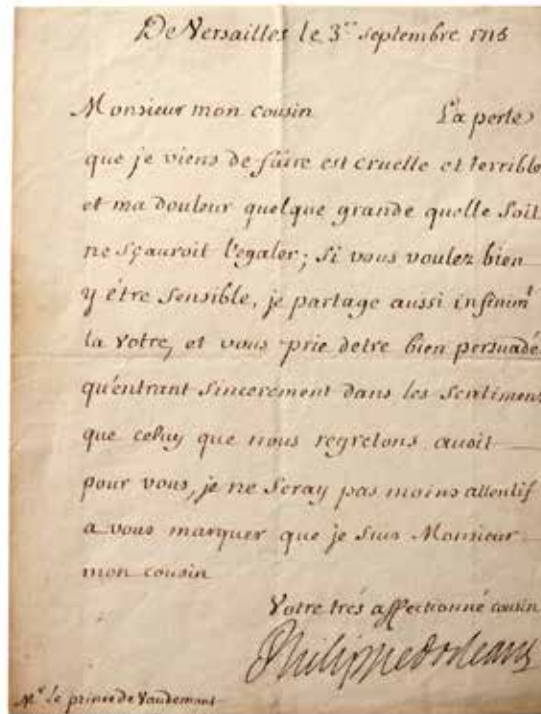 De Versailles le 3.e Septembre 1715
Monsieur mon cousin La perte
que je viens de faire est cruelle et terrible
et ma douleur quelque grande quelle soit
ne sçauroit l'egaler; si vous voulez bien
y être sensible, je partage aussi infinim.t
la votre, et vous prie detre bien persuadé
qu'entrant sincerement dans les sentimens
que celuy que nous regretons avoit
pour vous, je ne seray pas moins attentif
a vous marquer que je suis Monsieur
mon cousin
Votre trés affectionné cousin
Philippe d'orleans
M.r le prince de Vaudemont